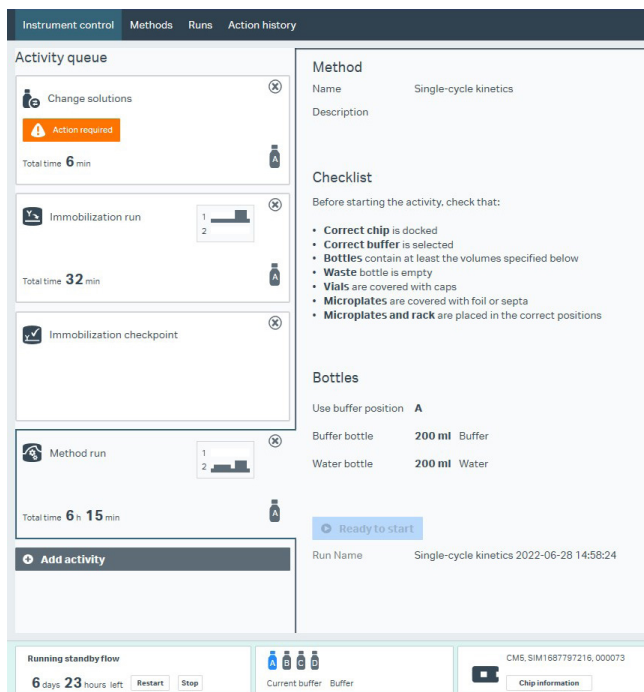 Instrument control Methods Runs Action history
Activity queue
Change solutions
Action required
Total time 6 min
A
Immobilization run
1
2
Total time 32 min
A
Immobilization checkpoint
Method run
1
2
Total time 6 h 15 min
A
Add activity
Method
Name Single-cycle kinetics
Description
Checklist
Before starting the activity, check that:
• Correct chip is docked
• Correct buffer is selected
• Bottles contain at least the volumes specified below
• Waste bottle is empty
• Vials are covered with caps
• Microplates are covered with foil or septa
• Microplates and rack are placed in the correct positions
Bottles
Use buffer position A
Buffer bottle 200 ml Buffer
Water bottle 200 ml Water
Ready to start
Run Name Single-cycle kinetics 2022-06-28 14:58:24
Running standby flow
6 days 23 hours left Restart Stop
A B C D
Current buffer Buffer
CM5, SIM1687797216, 000073
Chip information